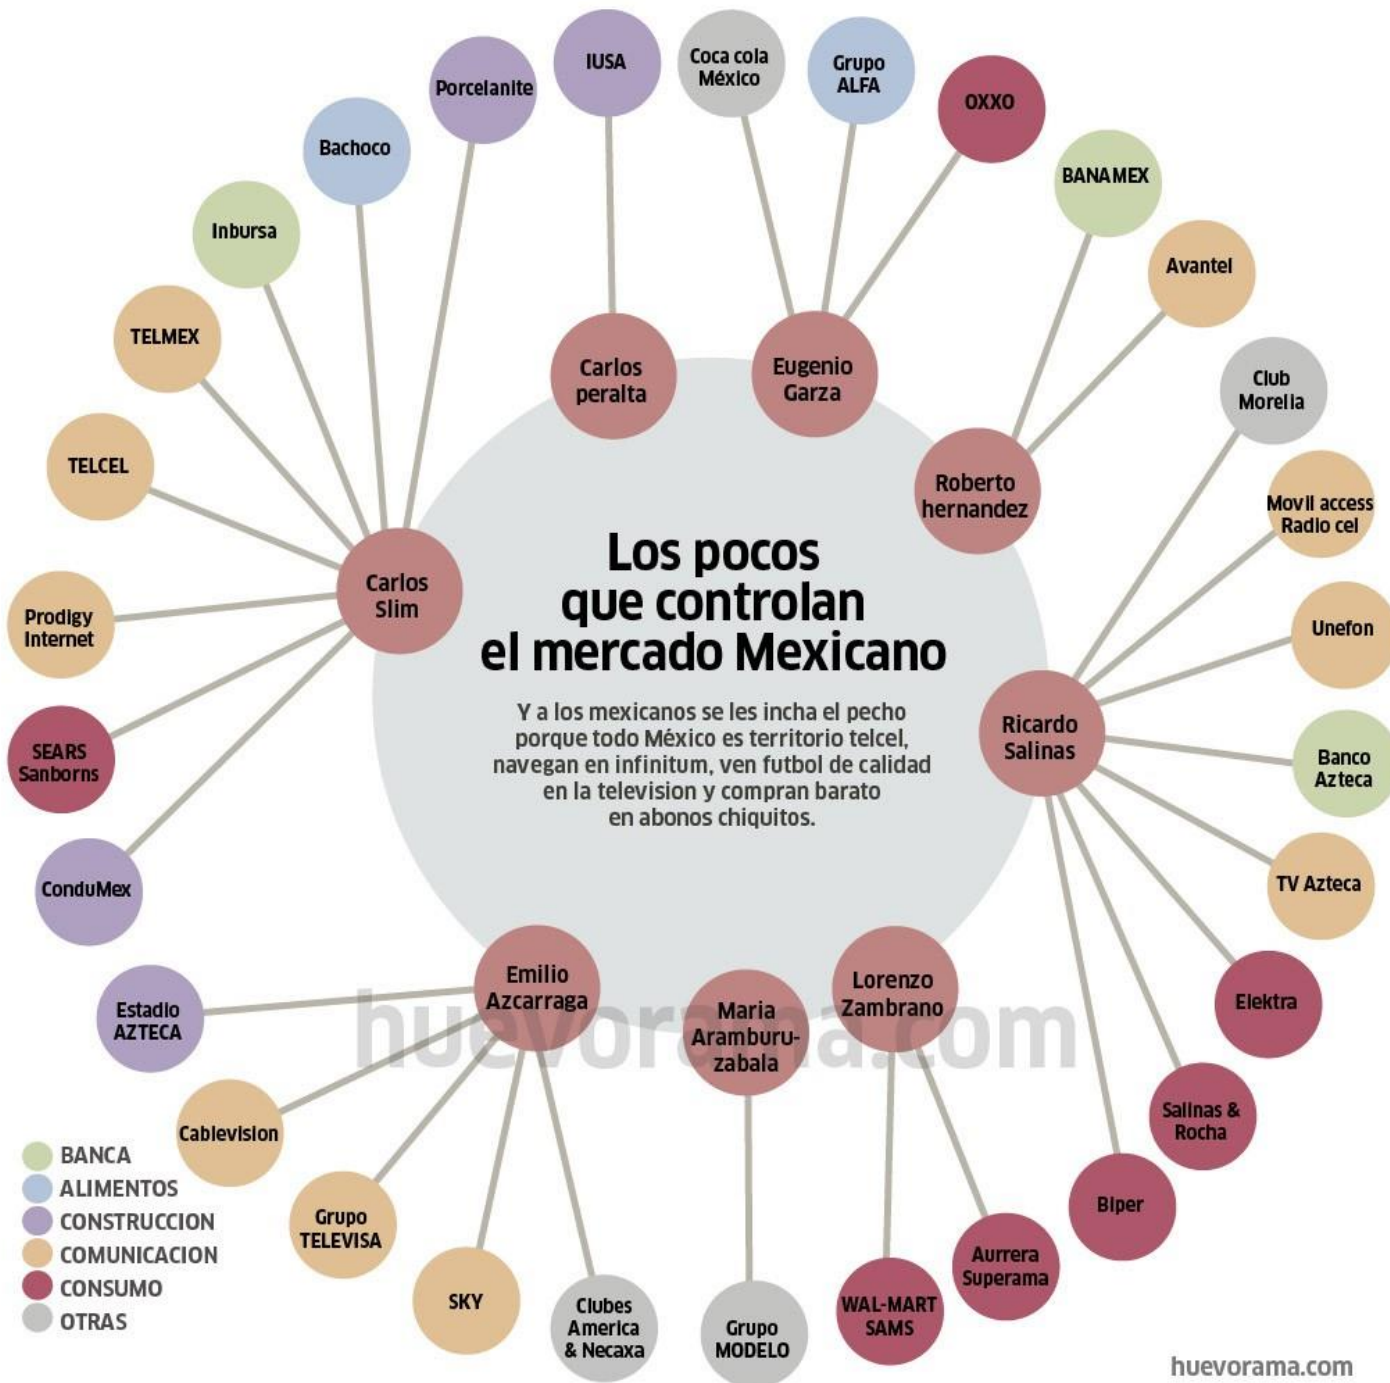 IUSA
Coca cola
México
Grupo
ALFA
OXXO
Porcelanite
Bachoco
BANAMEX
Inbursa
Avantel
TELMEX
Carlos
peralta
Eugenio
Garza
Club
Morelia
TELCEL
Roberto
hernandez
Movil access
Radio cel
Carlos
Slim
Prodigy
Internet
Unefon
Los pocos
que controlan
el mercado Mexicano
Y a los mexicanos se les incha el pecho
porque todo México es territorio telcel,
navegan en infinitum, ven futbol de calidad
en la television y compran barato
en abonos chiquitos.
Ricardo
Salinas
SEARS
Sanborns
Banco
Azteca
ConduMex
TV Azteca
Emilio
Azcarraga
Maria
Aramburu-
zabala
Lorenzo
Zambrano
huevorama.com
Estadio
AZTECA
Elektra
Cablevision
Salinas &
Rocha
Grupo
TELEVISA
Biper
SKY
Clubes
America
& Necaxa
Grupo
MODELO
WAL-MART
SAMS
Aurrera
Superama
BANCA
ALIMENTOS
CONSTRUCCION
COMUNICACION
CONSUMO
OTRAS
huevorama.com